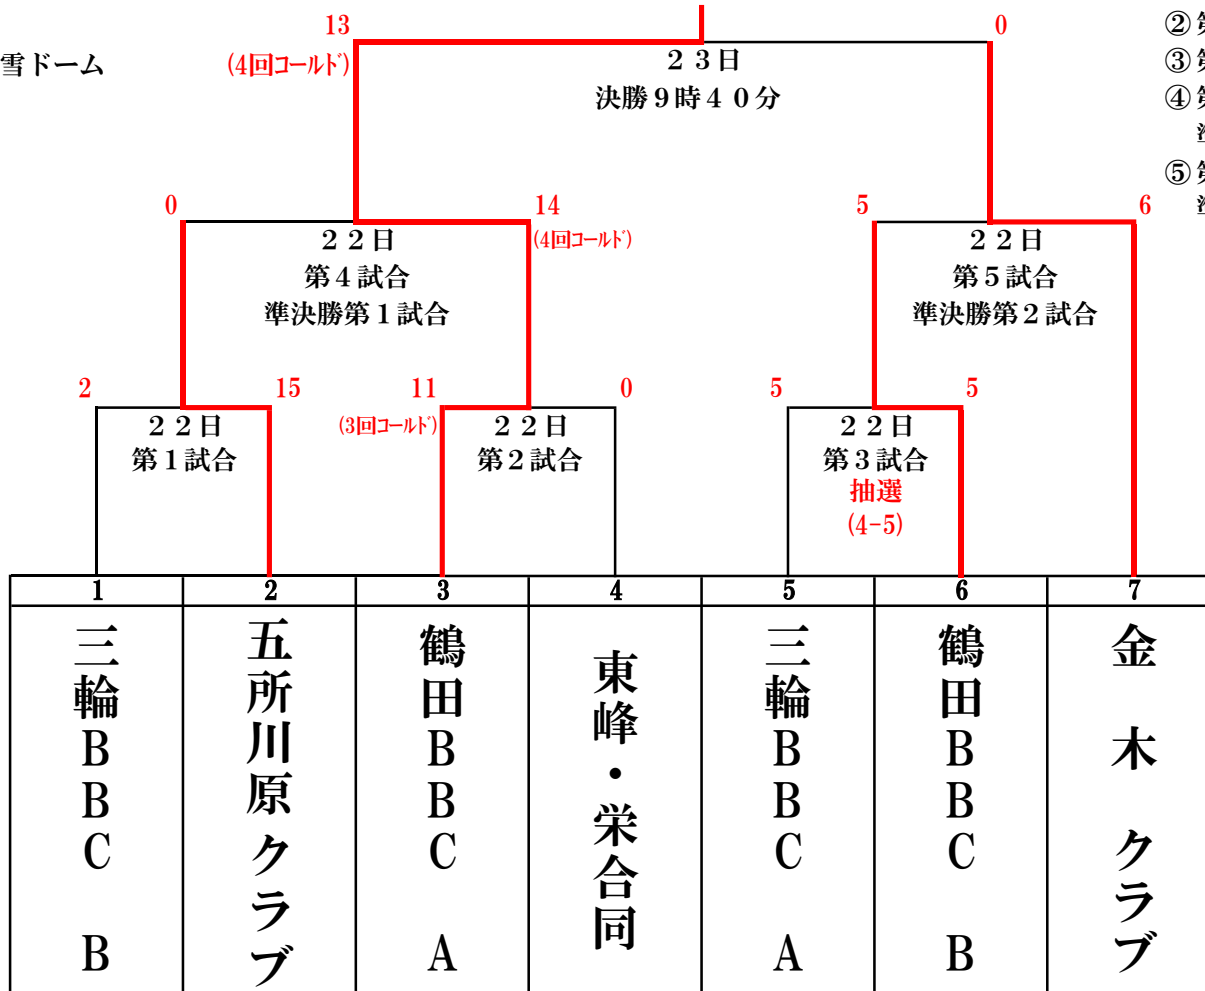 13
0
②第
雪ドーム
(4回コールド)
23日
③第
決勝9時40分
④第
準
⑤第
準
0
14
5
6
(4回コールド)
22日
第4試合
準決勝第1試合
22日
第5試合
準決勝第2試合
2
15
11
0
5
5
(3回コールド)
22日
第1試合
22日
第2試合
22日
第3試合
抽選
(4-5)
1
2
3
4
5
6
7
三輪BBC B
五所川原クラブ
鶴田BBC A
東峰・栄合同
三輪BBC A
鶴田BBC B
金木クラブ